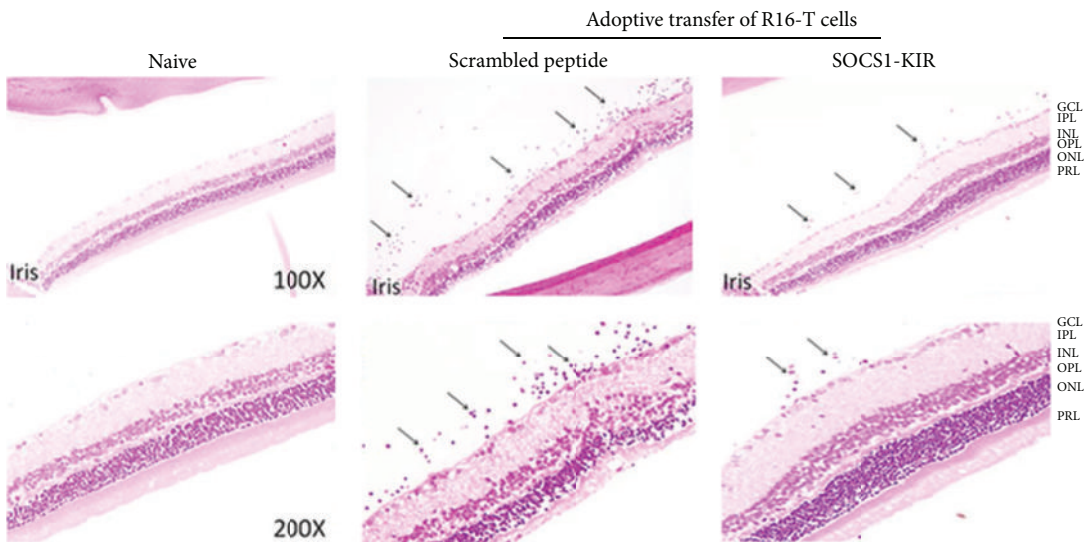 Adoptive transfer of R16-T cells
Naive
Scrambled peptide
SOCS1-KIR
GCL
IPL
INL
OPL
ONL
PRL
Iris
100X
Iris
Iris
GCL
IPL
INL
OPL
ONL
PRL
200X